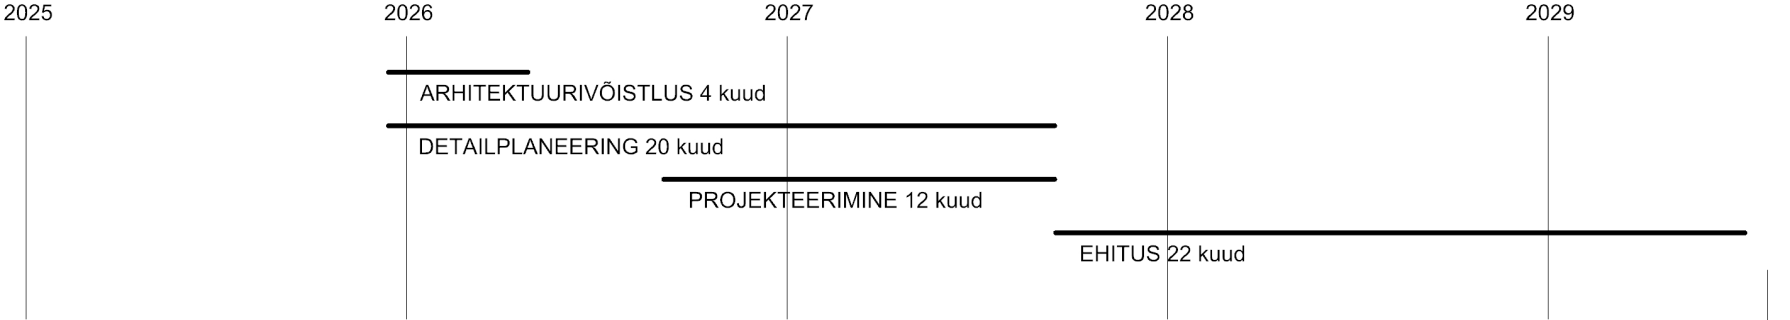 2025 2026 2027 2028 2029
ARHITEKTUURIVÕISTLUS 4 kuud
DETAILPLANEERING 20 kuud
PROJEKTEERIMINE 12 kuud
EHITUS 22 kuud